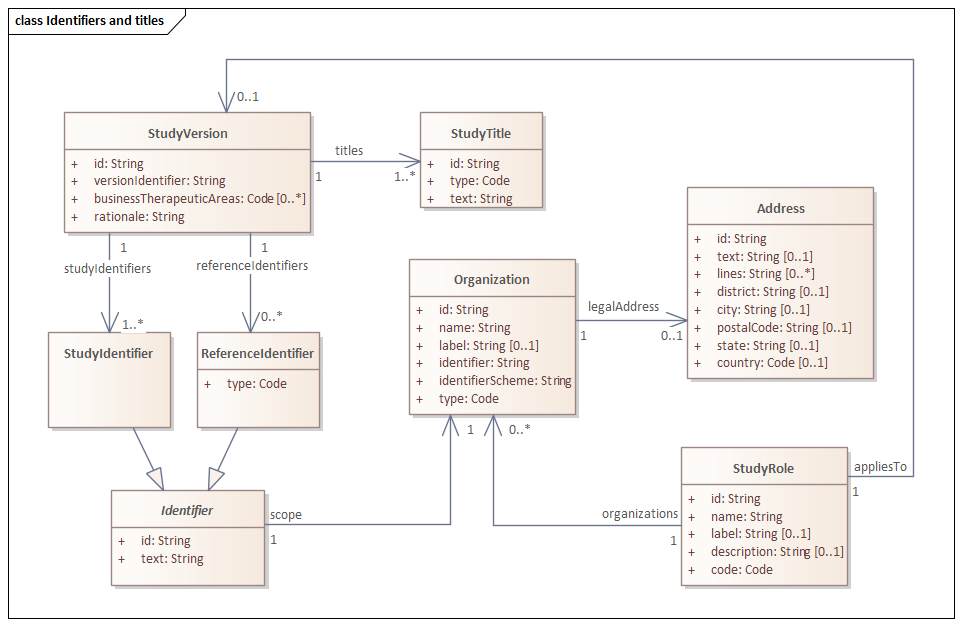 class Identifiers and titles
0..1
StudyVersion
+ id: String
+ versionIdentifier: String
+ businessTherapeuticAreas: Code [0..*]
+ rationale: String
titles
1
1..*
StudyTitle
+ id: String
+ type: Code
+ text: String
1
studyIdentifiers
1..*
1
referenceIdentifiers
0..*
StudyIdentifier
ReferenceIdentifier
+ type: Code
Organization
+ id: String
+ name: String
+ label: String [0..1]
+ identifier: String
+ identifierScheme: String
+ type: Code
legalAddress
1
0..1
Address
+ id: String
+ text: String [0..1]
+ lines: String [0..*]
+ district: String [0..1]
+ city: String [0..1]
+ postalCode: String [0..1]
+ state: String [0..1]
+ country: Code [0..1]
1
0..*
Identifier
+ id: String
+ text: String
scope
1
organizations
1
StudyRole
+ id: String
+ name: String
+ label: String [0..1]
+ description: String [0..1]
+ code: Code
appliesTo
1